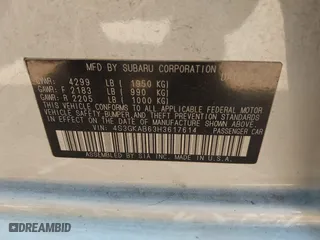 MFD BY SUBARU CORPORATION
GVWR: 4299 LB ( 1950 KG)
GAWR: F 2183 LB ( 990 KG)
GAWR: R 2205 LB ( 1000 KG)
THIS VEHICLE CONFORMS TO ALL APPLICABLE
FEDERAL MOTOR VEHICLE SAFETY,
BUMPER, AND THEFT PREVENTION STANDARDS
IN EFFECT ON THE DATE OF MANUFACTURE
SHOWN ABOVE.
VIN: 4S3GKAB63H3617614 PASSENGER CAR
ASSEMBLED BY SIA INC. MADE IN U.S.A.
DREAMBID